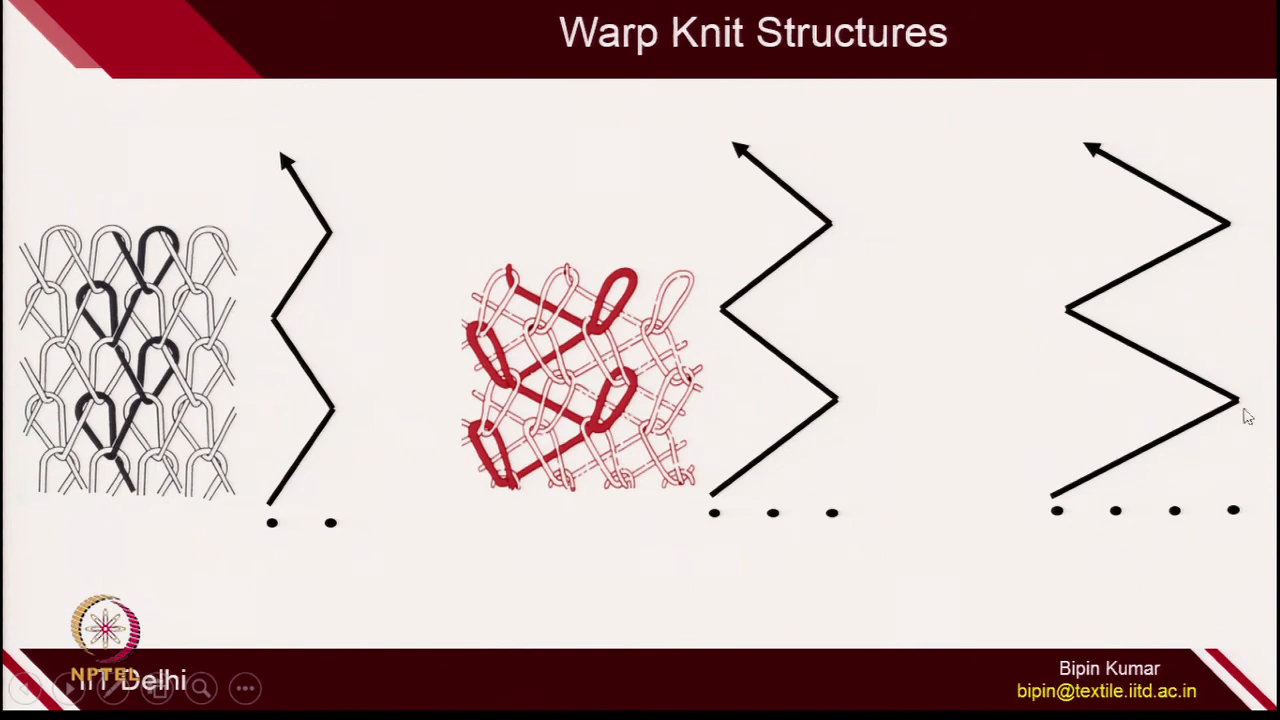 Warp Knit Structures
NPTEL
IIT Delhi
Bipin Kumar
bipin@textile.iitd.ac.in